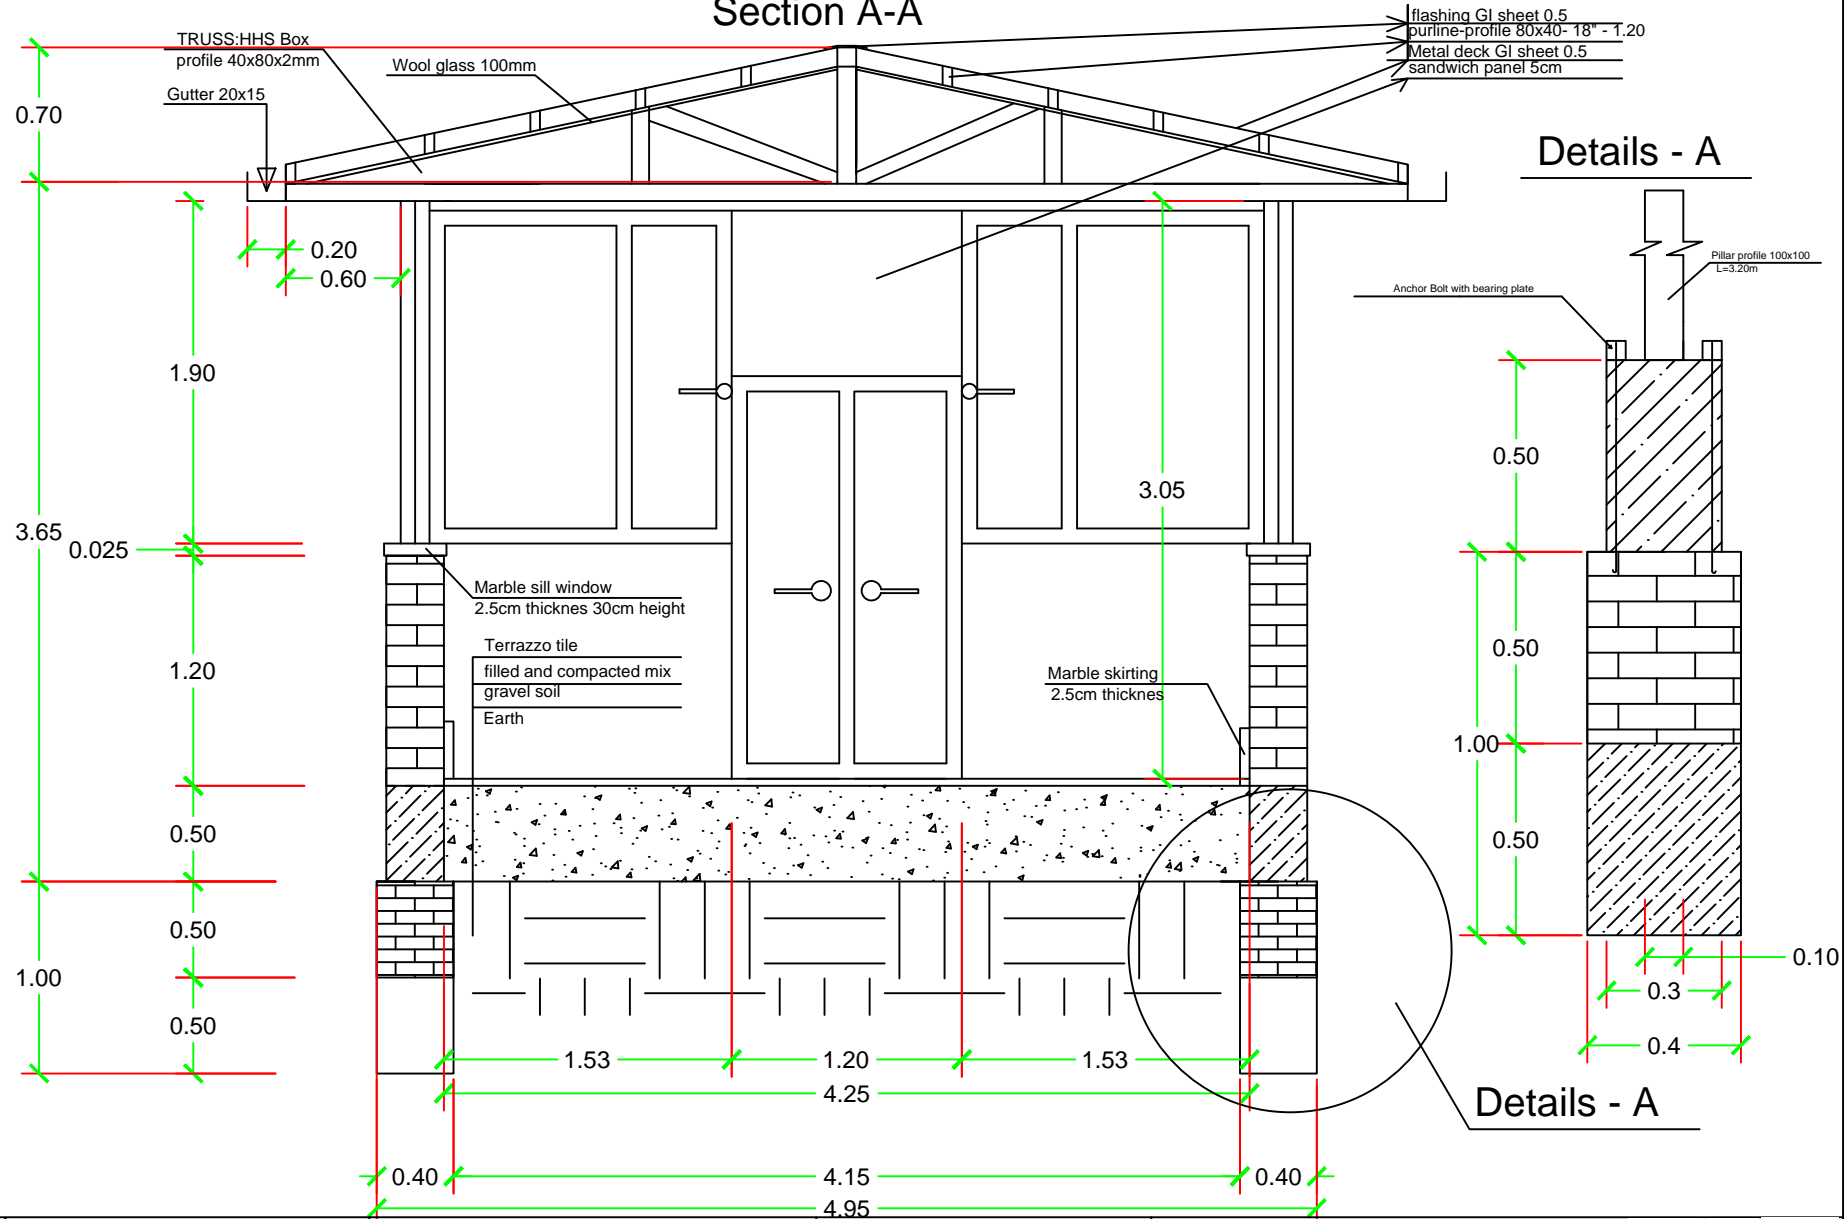 Section A-A
flashing GI sheet 0.5
purline-profile 80x40- 18" - 1.20
Metal deck GI sheet 0.5
sandwich panel 5cm
TRUSS:HHS Box
profile 40x80x2mm
Wool glass 100mm
Gutter 20x15
0.70
Details - A
0.20
0.60
Pillar profile 100x100
L=3.20m
Anchor Bolt with bearing plate
1.90
0.50
3.05
3.65
0.025
Marble sill window
2.5cm thicknes 30cm height
Terrazzo tile
filled and compacted mix
gravel soil
Earth
Marble skirting
2.5cm thicknes
1.20
0.50
1.00
0.50
0.50
0.50
1.00
0.50
0.10
0.3
0.4
1.53
1.20
1.53
4.25
Details - A
0.40
4.15
0.40
4.95